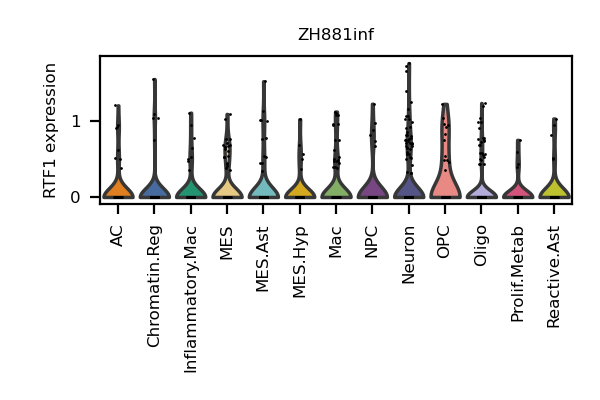 ZH881inf
RTF1 expression
1
0
AC
Chromatin.Reg
Inflammatory.Mac
MES
MES.Ast
MES.Hyp
Mac
NPC
Neuron
OPC
Oligo
Prolif.Metab
Reactive.Ast